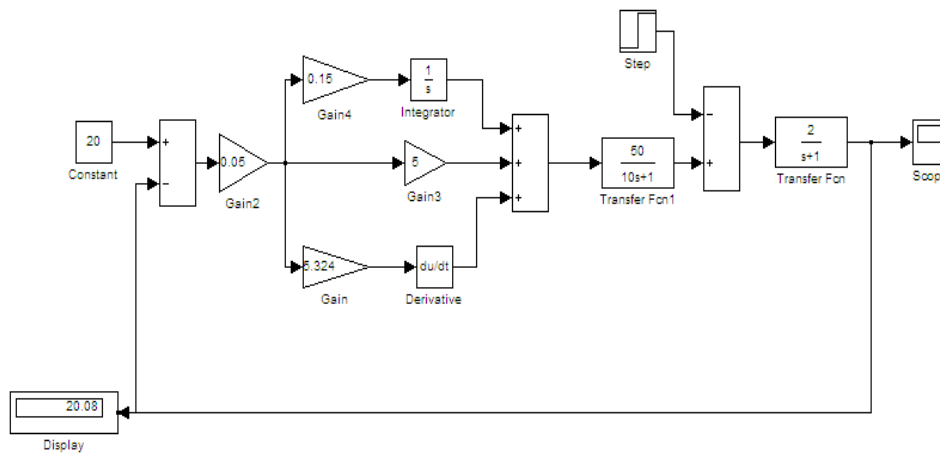 Step
0.15
Gain4
1
s
Integrator
20
Constant
+
−
0.05
Gain2
5
Gain3
+
+
+
50
10s+1
Transfer Fcn1
−
+
2
s+1
Transfer Fcn
Scop
5.324
Gain
du/dt
Derivative
20.08
Display